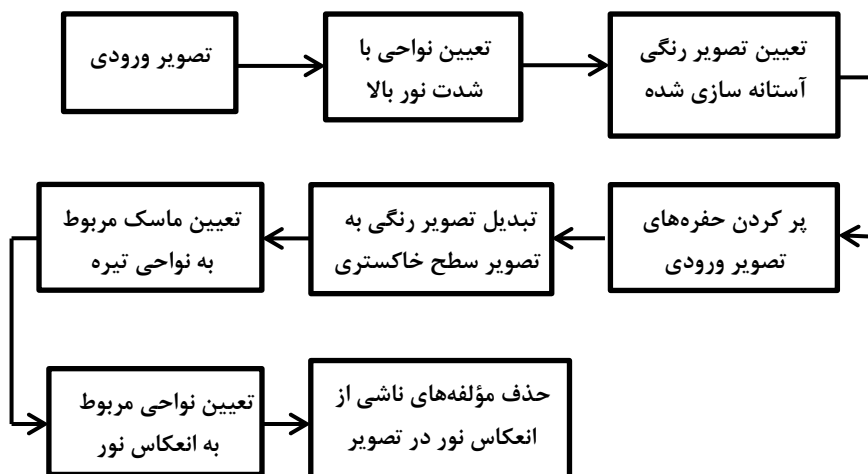 تصویر ورودی
تعیین نواحی با
شدت نور بالا
تعیین تصویر رنگی
آستانه سازی شده
پر کردن حفره‌های
تصویر ورودی
تبدیل تصویر رنگی به
تصویر سطح خاکستری
تعیین ماسک مربوط
به نواحی تیره
تعیین نواحی مربوط
به انعکاس نور
حذف مؤلفه‌های ناشی از
انعکاس نور در تصویر